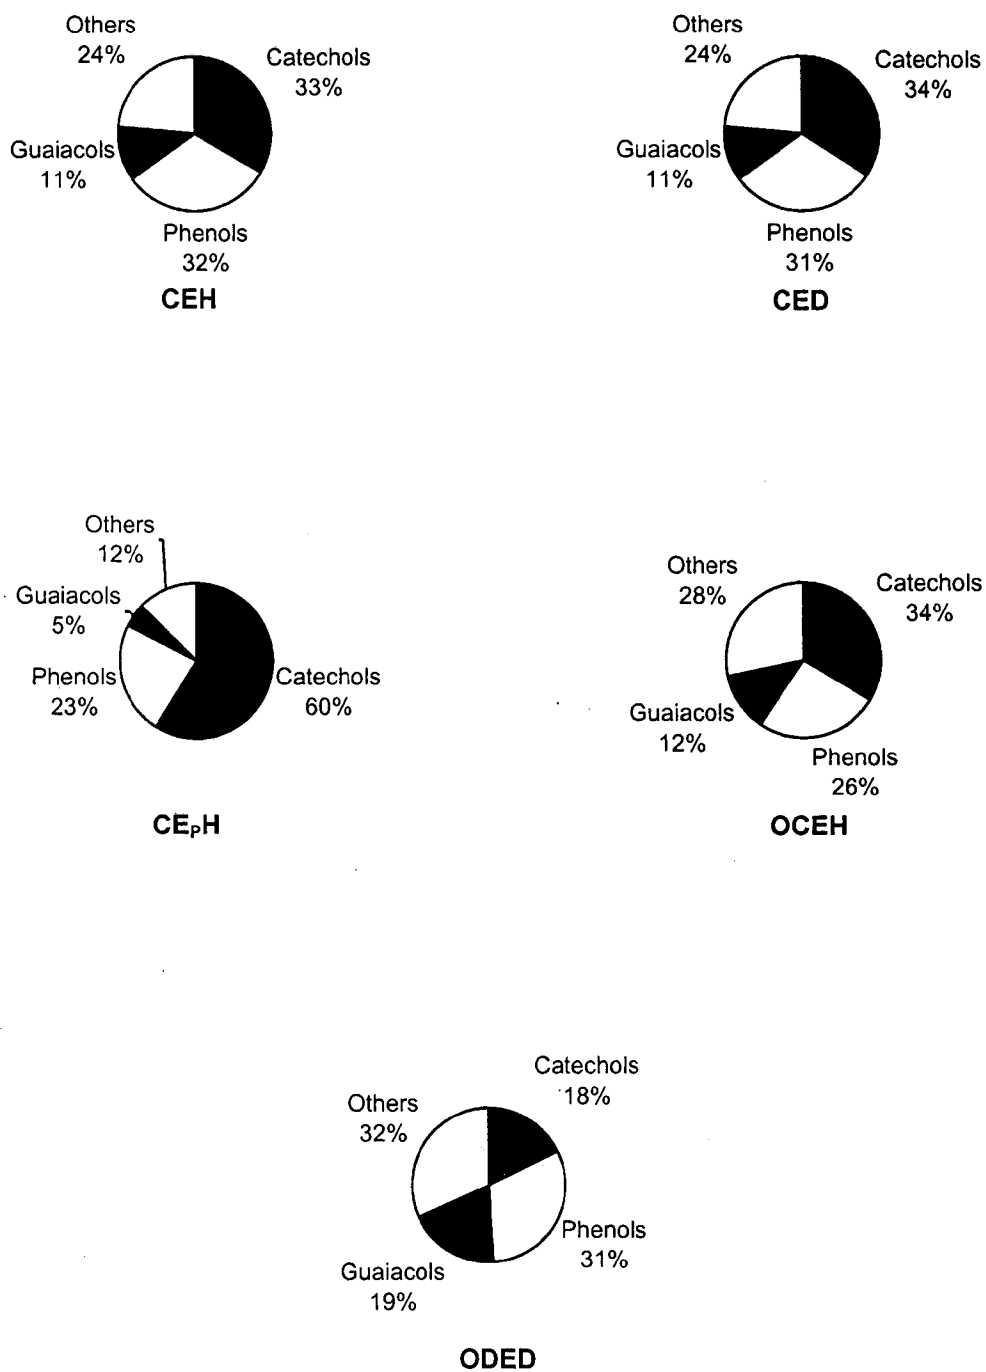 Others
24%
Catechols
33%
Guaiacols
11%
Phenols
32%
CEH
Others
24%
Catechols
34%
Guaiacols
11%
Phenols
31%
CED
Others
12%
Guaiacols
5%
Phenols
23%
Catechols
60%
CEₚH
Others
28%
Catechols
34%
Guaiacols
12%
Phenols
26%
OCEH
Catechols
18%
Others
32%
Phenols
31%
Guaiacols
19%
ODED